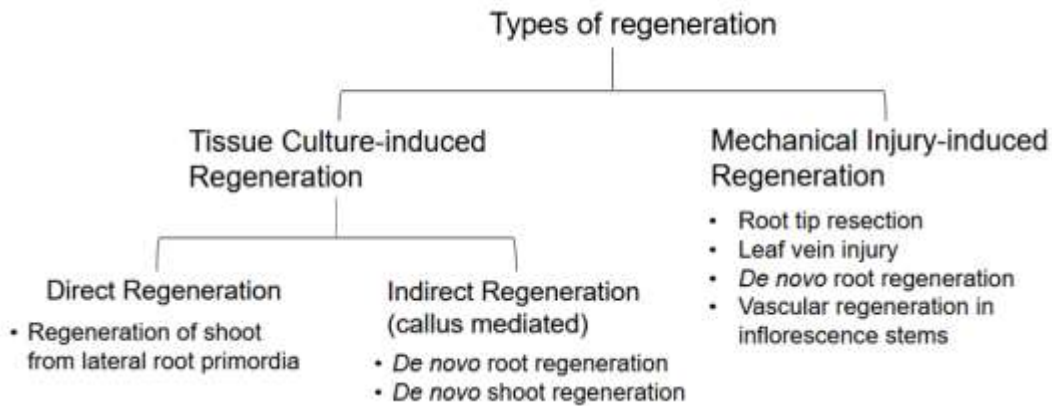 Types of regeneration
Tissue Culture-induced
Regeneration
Mechanical Injury-induced
Regeneration
• Root tip resection
• Leaf vein injury
• De novo root regeneration
• Vascular regeneration in
inflorescence stems
Direct Regeneration
• Regeneration of shoot
from lateral root primordia
Indirect Regeneration
(callus mediated)
• De novo root regeneration
• De novo shoot regeneration